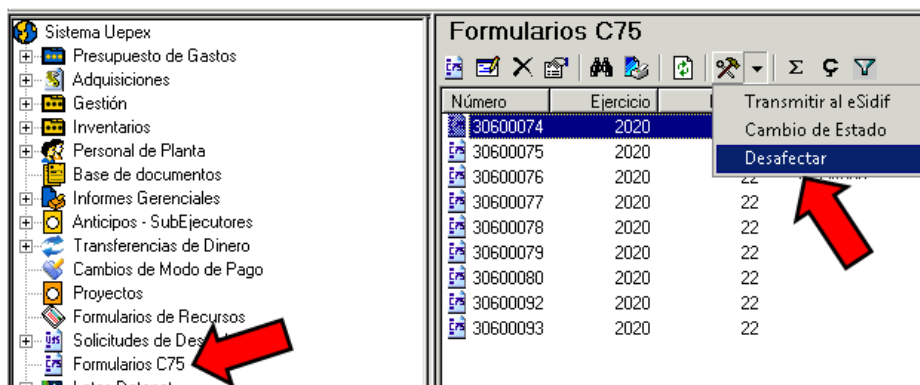 Sistema Uepex
Presupuesto de Gastos
Adquisiciones
Gestión
Inventarios
Personal de Planta
Base de documentos
Informes Gerenciales
Anticipos - SubEjecutores
Transferencias de Dinero
Cambios de Modo de Pago
Proyectos
Formularios de Recursos
Solicitudes de
Formularios C75
Formularios C75
Número Ejercicio
30600074 2020
30600075 2020
30600076 2020 22
30600077 2020 22
30600078 2020 22
30600079 2020 22
30600080 2020 22
30600092 2020 22
30600093 2020 22
Transmitir al eSidif
Cambio de Estado
Desafectar